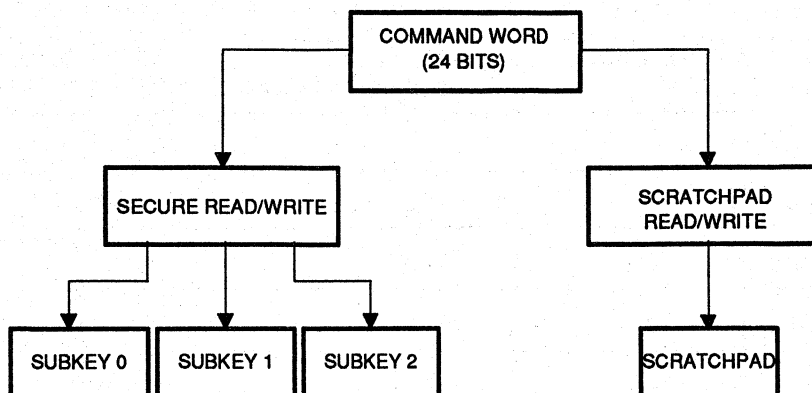 COMMAND WORD
(24 BITS)
SECURE READ/WRITE
SCRATCHPAD
READ/WRITE
SUBKEY 0
SUBKEY 1
SUBKEY 2
SCRATCHPAD